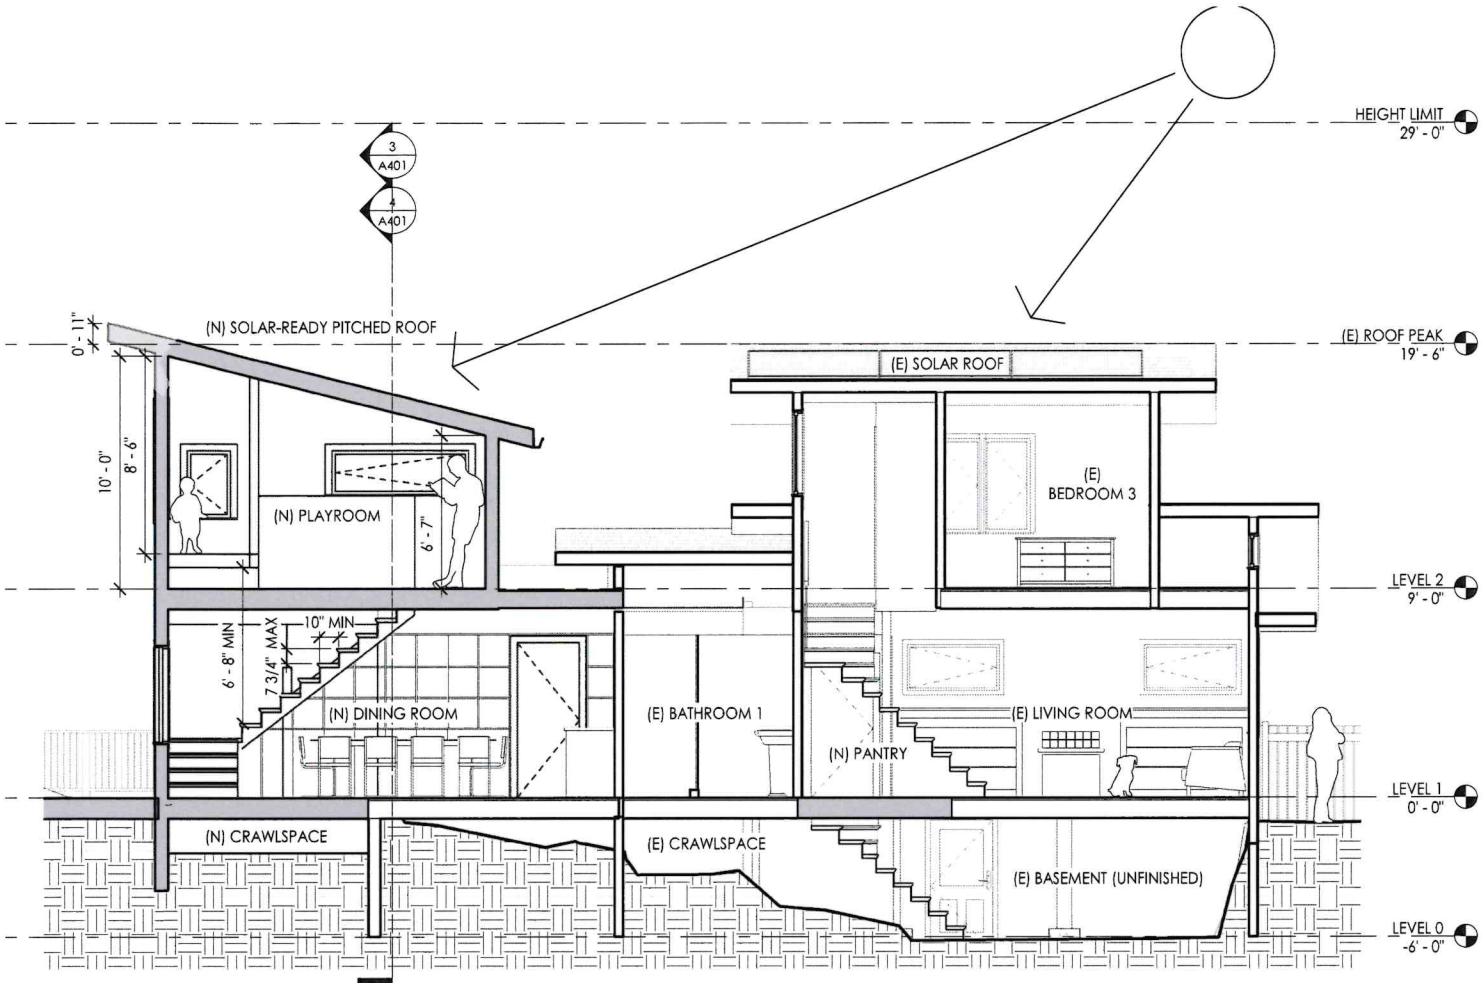 HEIGHT LIMIT
29' - 0"
3
A401
4
A401
0' - 11"
(N) SOLAR-READY PITCHED ROOF
(E) ROOF PEAK
19' - 6"
(E) SOLAR ROOF
10' - 0"
8' - 6"
(N) PLAYROOM
6' - 7"
(E)
BEDROOM 3
LEVEL 2
9' - 0"
6' - 8" MIN
7 3/4" MAX
10" MIN
(N) DINING ROOM
(E) BATHROOM 1
(N) PANTRY
(E) LIVING ROOM
LEVEL 1
0' - 0"
(N) CRAWLSPACE
(E) CRAWLSPACE
(E) BASEMENT (UNFINISHED)
LEVEL 0
-6' - 0"